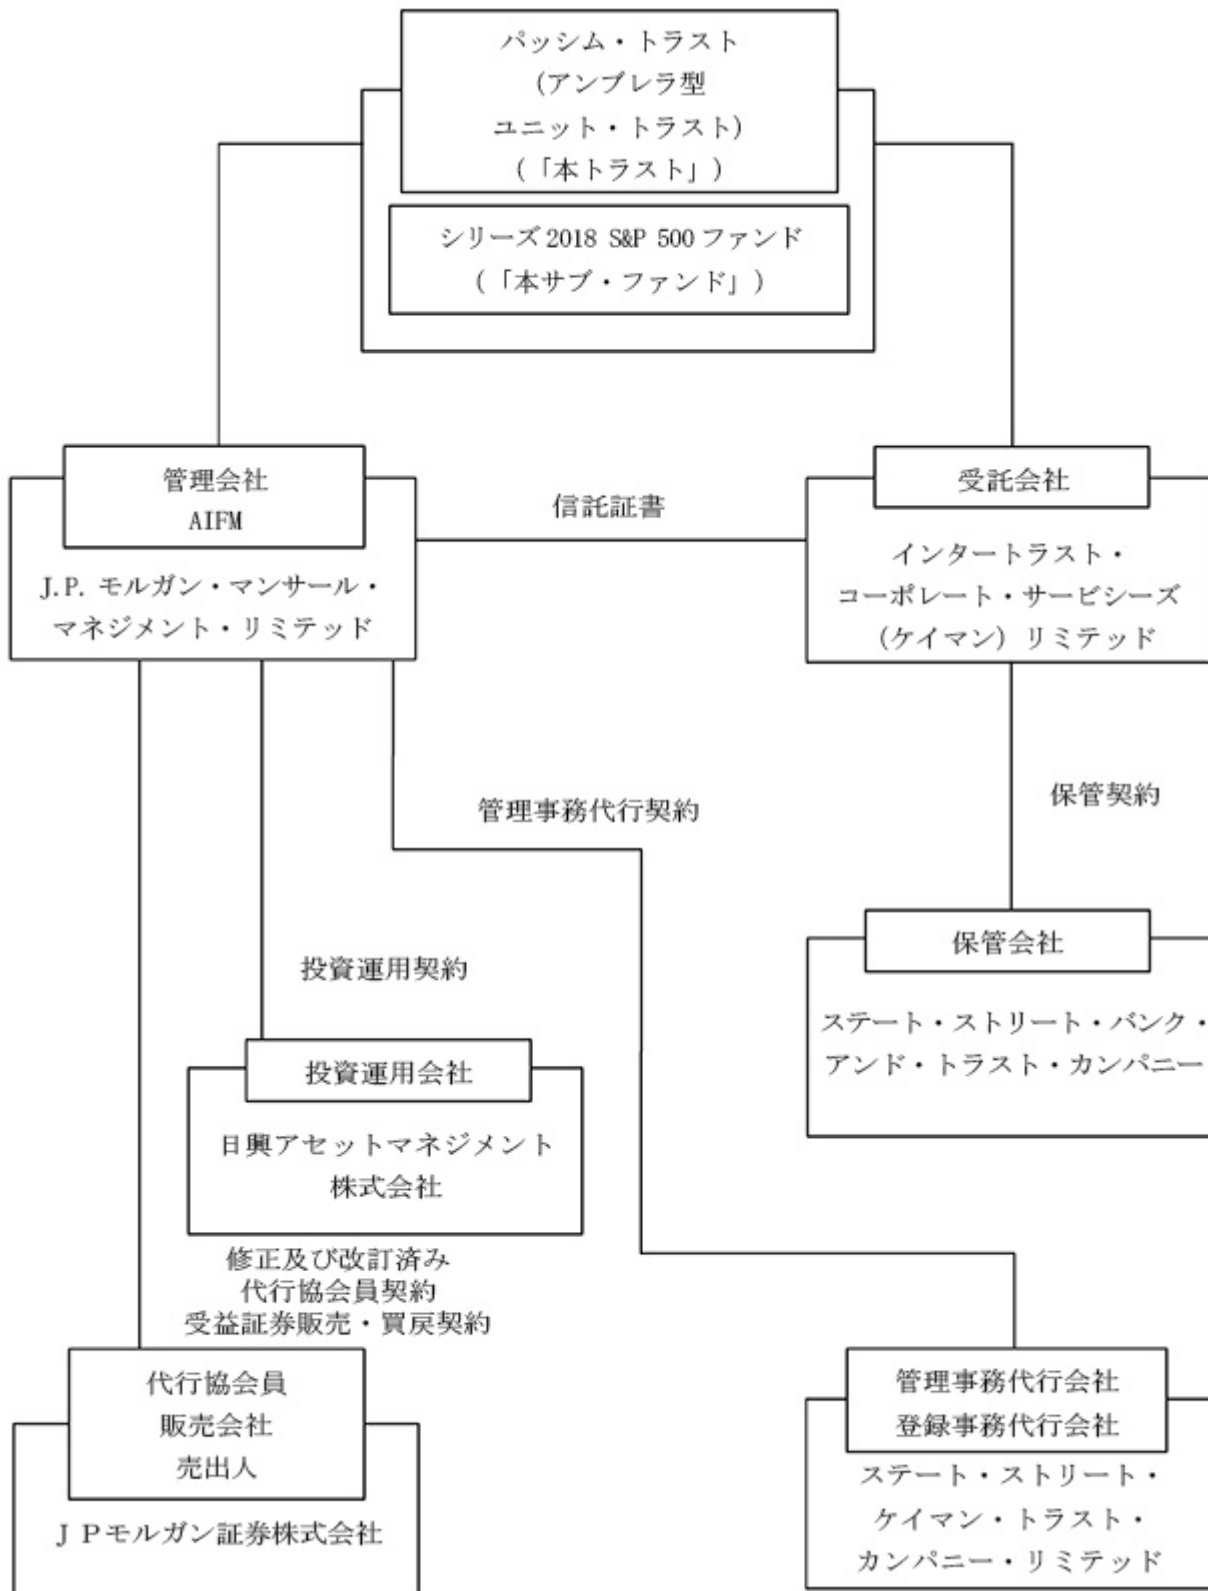 パッシム・トラスト
(アンブレラ型
ユニット・トラスト)
(「本トラスト」)
シリーズ 2018 S&P 500 ファンド
(「本サブ・ファンド」)
管理会社
AIFM
J.P. モルガン・マンサール・
マネジメント・リミテッド
信託証書
受託会社
インタートラスト・
コーポレート・サービシーズ
(ケイマン) リミテッド
管理事務代行契約
保管契約
保管会社
ステート・ストリート・バンク・
アンド・トラスト・カンパニー
投資運用契約
投資運用会社
日興アセットマネジメント
株式会社
修正及び改訂済み
代行協会員契約
受益証券販売・買戻契約
代行協会員
販売会社
売出人
JPモルガン証券株式会社
管理事務代行会社
登録事務代行会社
ステート・ストリート・
ケイマン・トラスト・
カンパニー・リミテッド